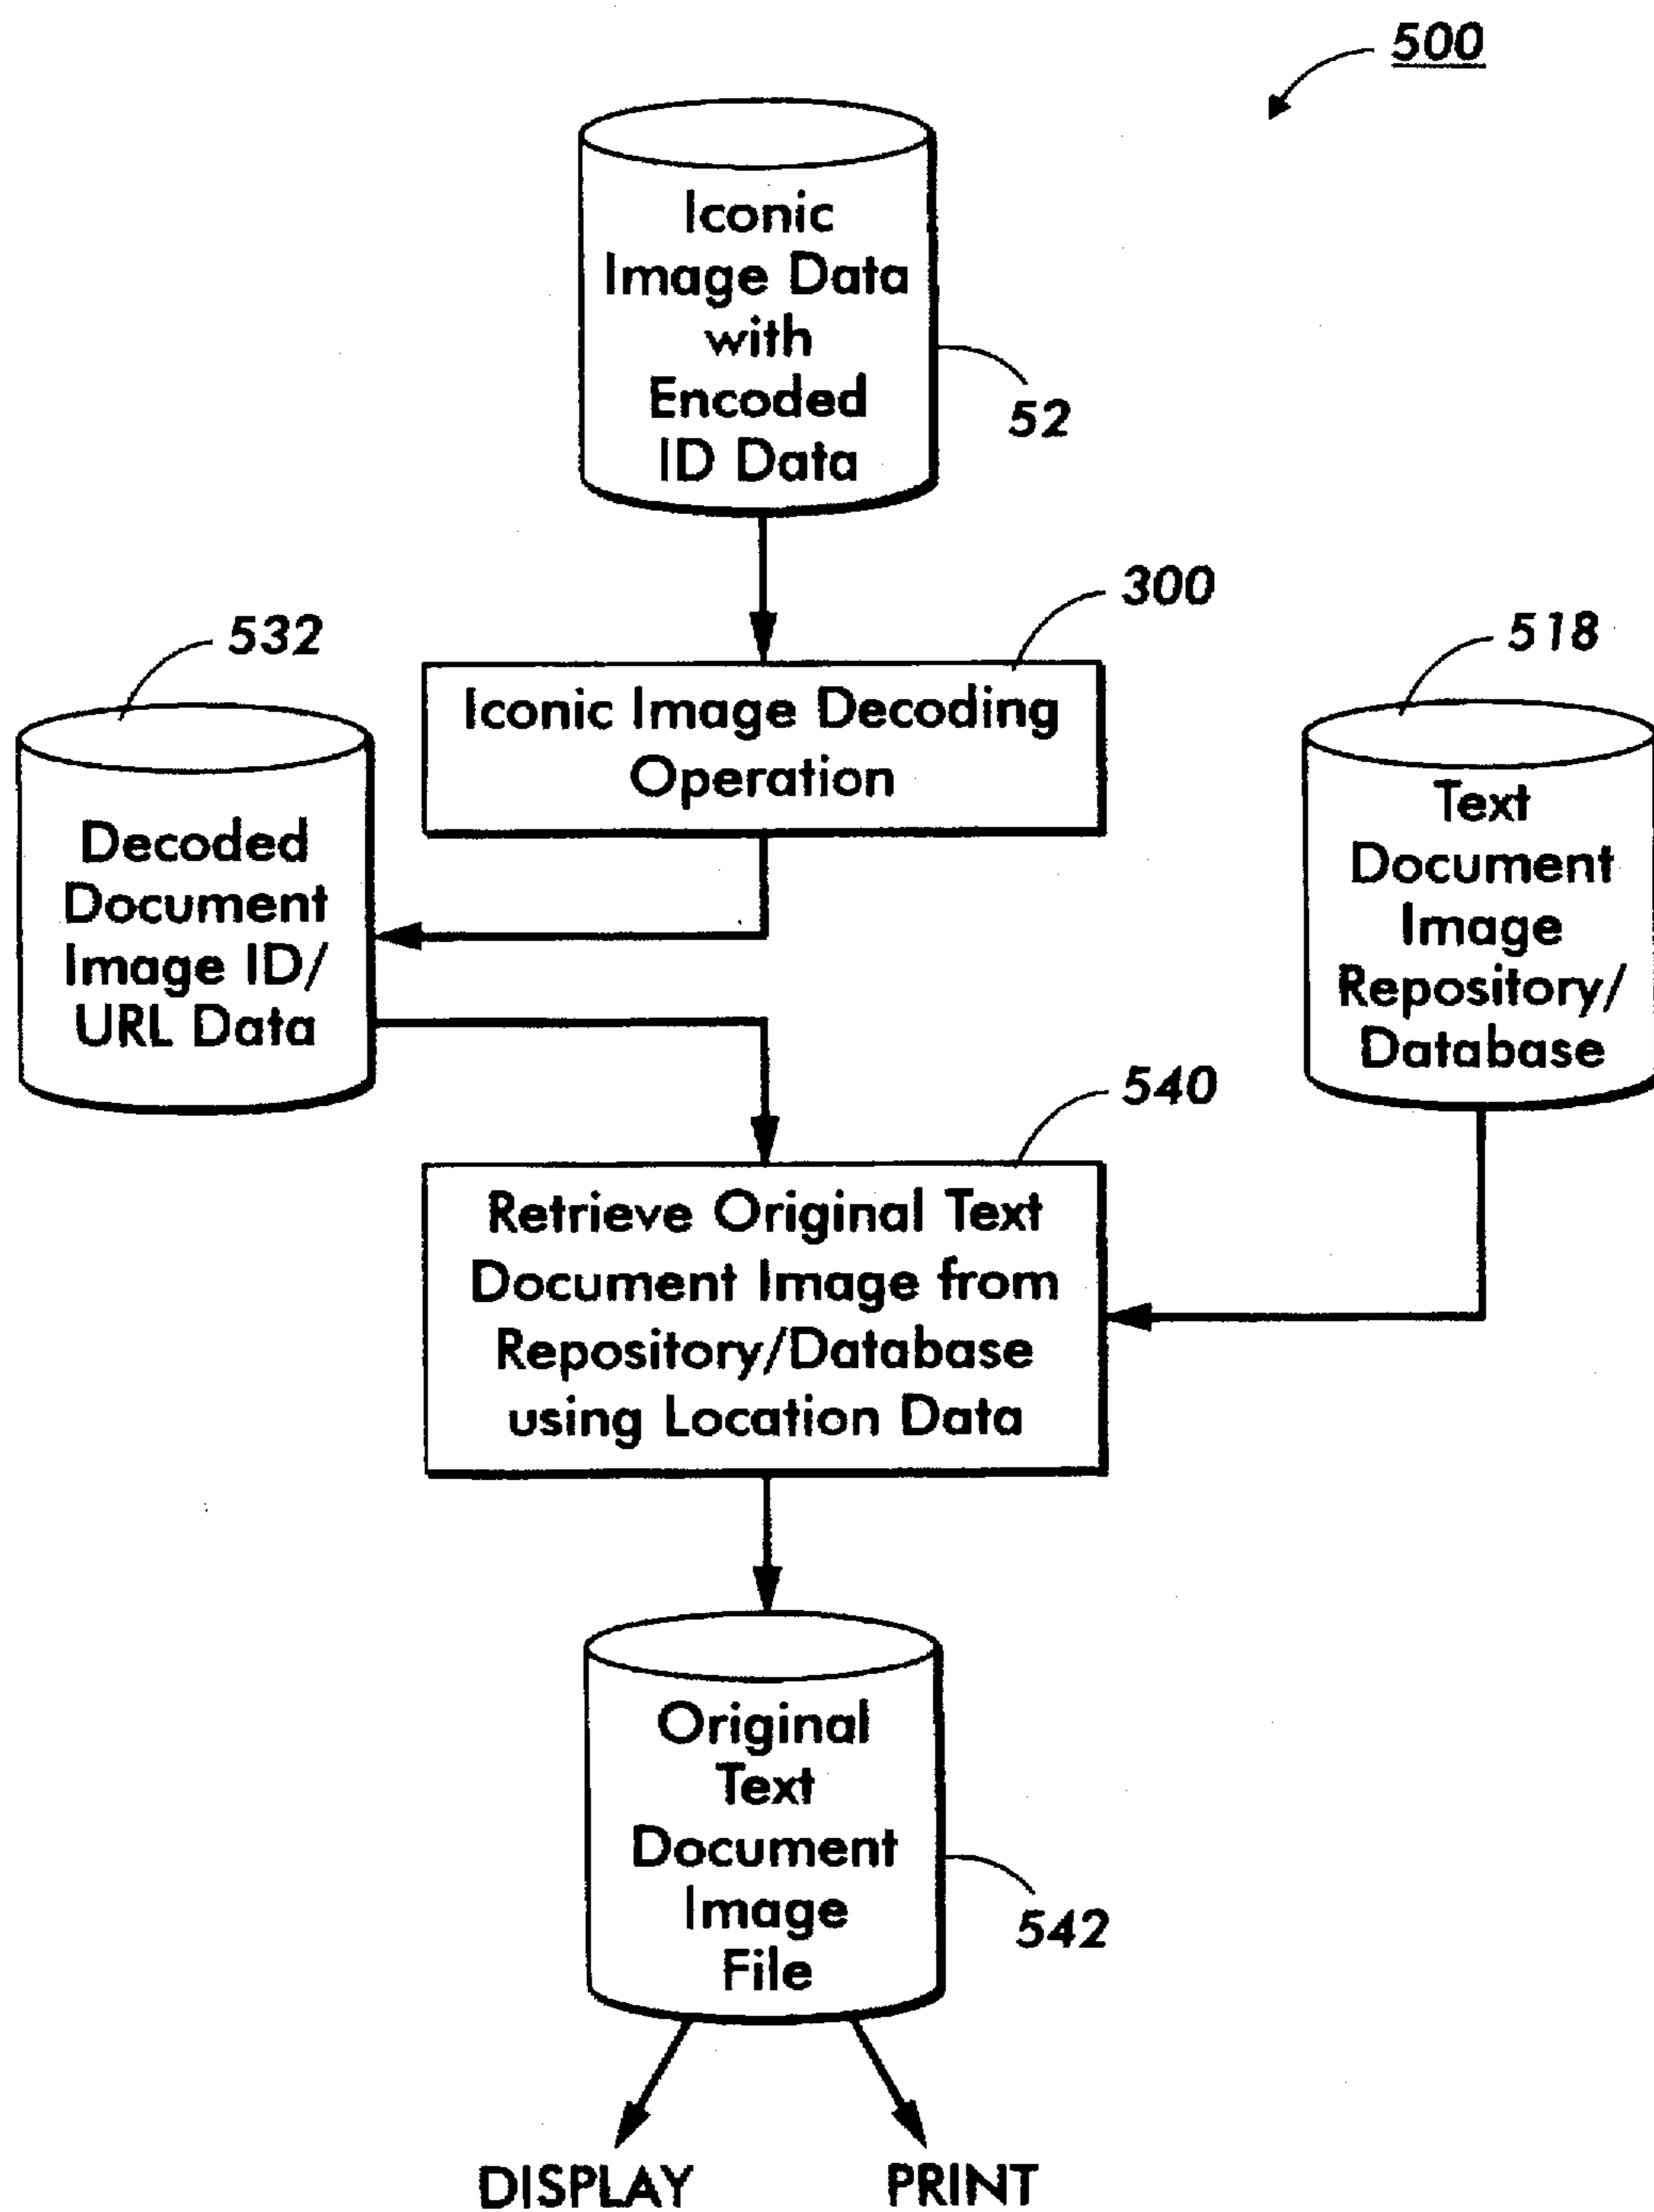 500
Iconic
Image Data
with
Encoded
ID Data
52
300
Iconic Image Decoding
Operation
532
Decoded
Document
Image ID/
URL Data
518
Text
Document
Image
Repository/
Database
540
Retrieve Original Text
Document Image from
Repository/Database
using Location Data
Original
Text
Document
Image
File
542
DISPLAY
PRINT